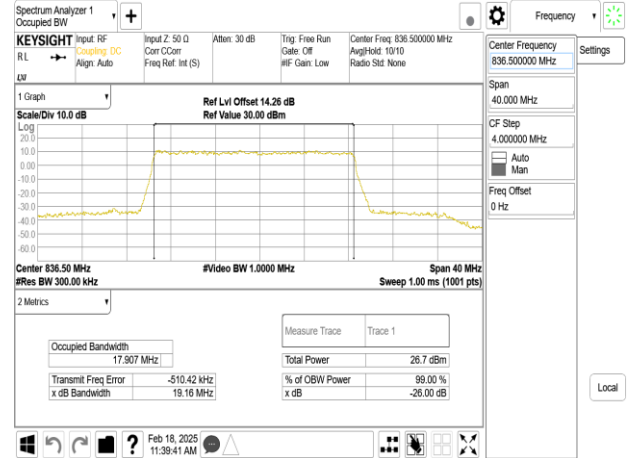 Spectrum Analyzer 1
Occupied BW
Frequency
KEYSIGHT
RL
LXI
Input: RF
Coupling: DC
Align: Auto
Input Z: 50 Ω
Corr CCorr
Freq Ref: Int (S)
Atten: 30 dB
Trig: Free Run
Gate: Off
#IF Gain: Low
Center Freq: 836.500000 MHz
Avg|Hold: 10/10
Radio Std: None
Center Frequency
836.500000 MHz
Settings
Span
40.000 MHz
CF Step
4.000000 MHz
Auto
Man
Freq Offset
0 Hz
Local
1 Graph
Scale/Div 10.0 dB
Ref Lvl Offset 14.26 dB
Ref Value 30.00 dBm
Log
20.0
10.0
0.00
-10.0
-20.0
-30.0
-40.0
-50.0
-60.0
Center 836.50 MHz
#Res BW 300.00 kHz
#Video BW 1.0000 MHz
Span 40 MHz
Sweep 1.00 ms (1001 pts)
2 Metrics
Measure Trace Trace 1
Occupied Bandwidth
17.907 MHz
Total Power 26.7 dBm
Transmit Freq Error -510.42 kHz
% of OBW Power 99.00 %
x dB Bandwidth 19.16 MHz
x dB -26.00 dB
?
Feb 18, 2025
11:39:41 AM